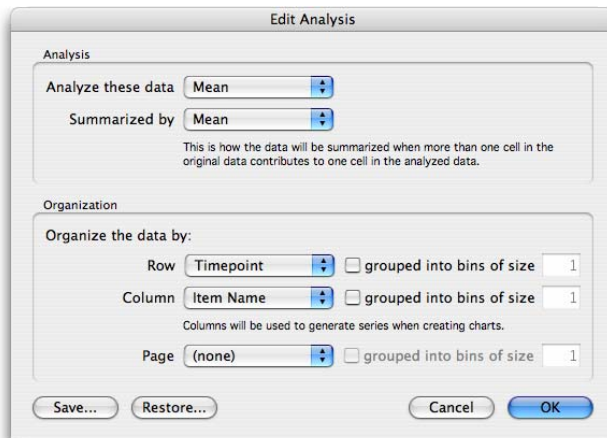 Edit Analysis
Analysis
Analyze these data Mean
Summarized by Mean
This is how the data will be summarized when more than one cell in the
original data contributes to one cell in the analyzed data.
Organization
Organize the data by:
Row Timepoint grouped into bins of size 1
Column Item Name grouped into bins of size 1
Columns will be used to generate series when creating charts.
Page (none) grouped into bins of size 1
Save... Restore... Cancel OK